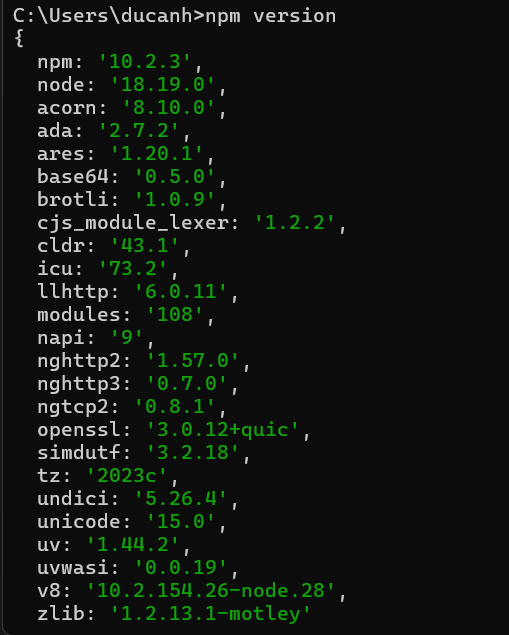 C:\Users\ducanh>npm version
{
  npm: '10.2.3',
  node: '18.19.0',
  acorn: '8.10.0',
  ada: '2.7.2',
  ares: '1.20.1',
  base64: '0.5.0',
  brotli: '1.0.9',
  cjs_module_lexer: '1.2.2',
  cldr: '43.1',
  icu: '73.2',
  llhttp: '6.0.11',
  modules: '108',
  napi: '9',
  nghttp2: '1.57.0',
  nghttp3: '0.7.0',
  ngtcp2: '0.8.1',
  openssl: '3.0.12+quic',
  simdutf: '3.2.18',
  tz: '2023c',
  undici: '5.26.4',
  unicode: '15.0',
  uv: '1.44.2',
  uvwasi: '0.0.19',
  v8: '10.2.154.26-node.28',
  zlib: '1.2.13.1-motley'